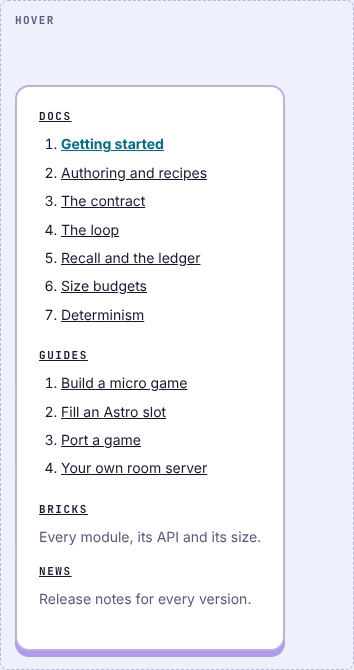 HOVER
DOCS
1. Getting started
2. Authoring and recipes
3. The contract
4. The loop
5. Recall and the ledger
6. Size budgets
7. Determinism
GUIDES
1. Build a micro game
2. Fill an Astro slot
3. Port a game
4. Your own room server
BRICKS
Every module, its API and its size.
NEWS
Release notes for every version.